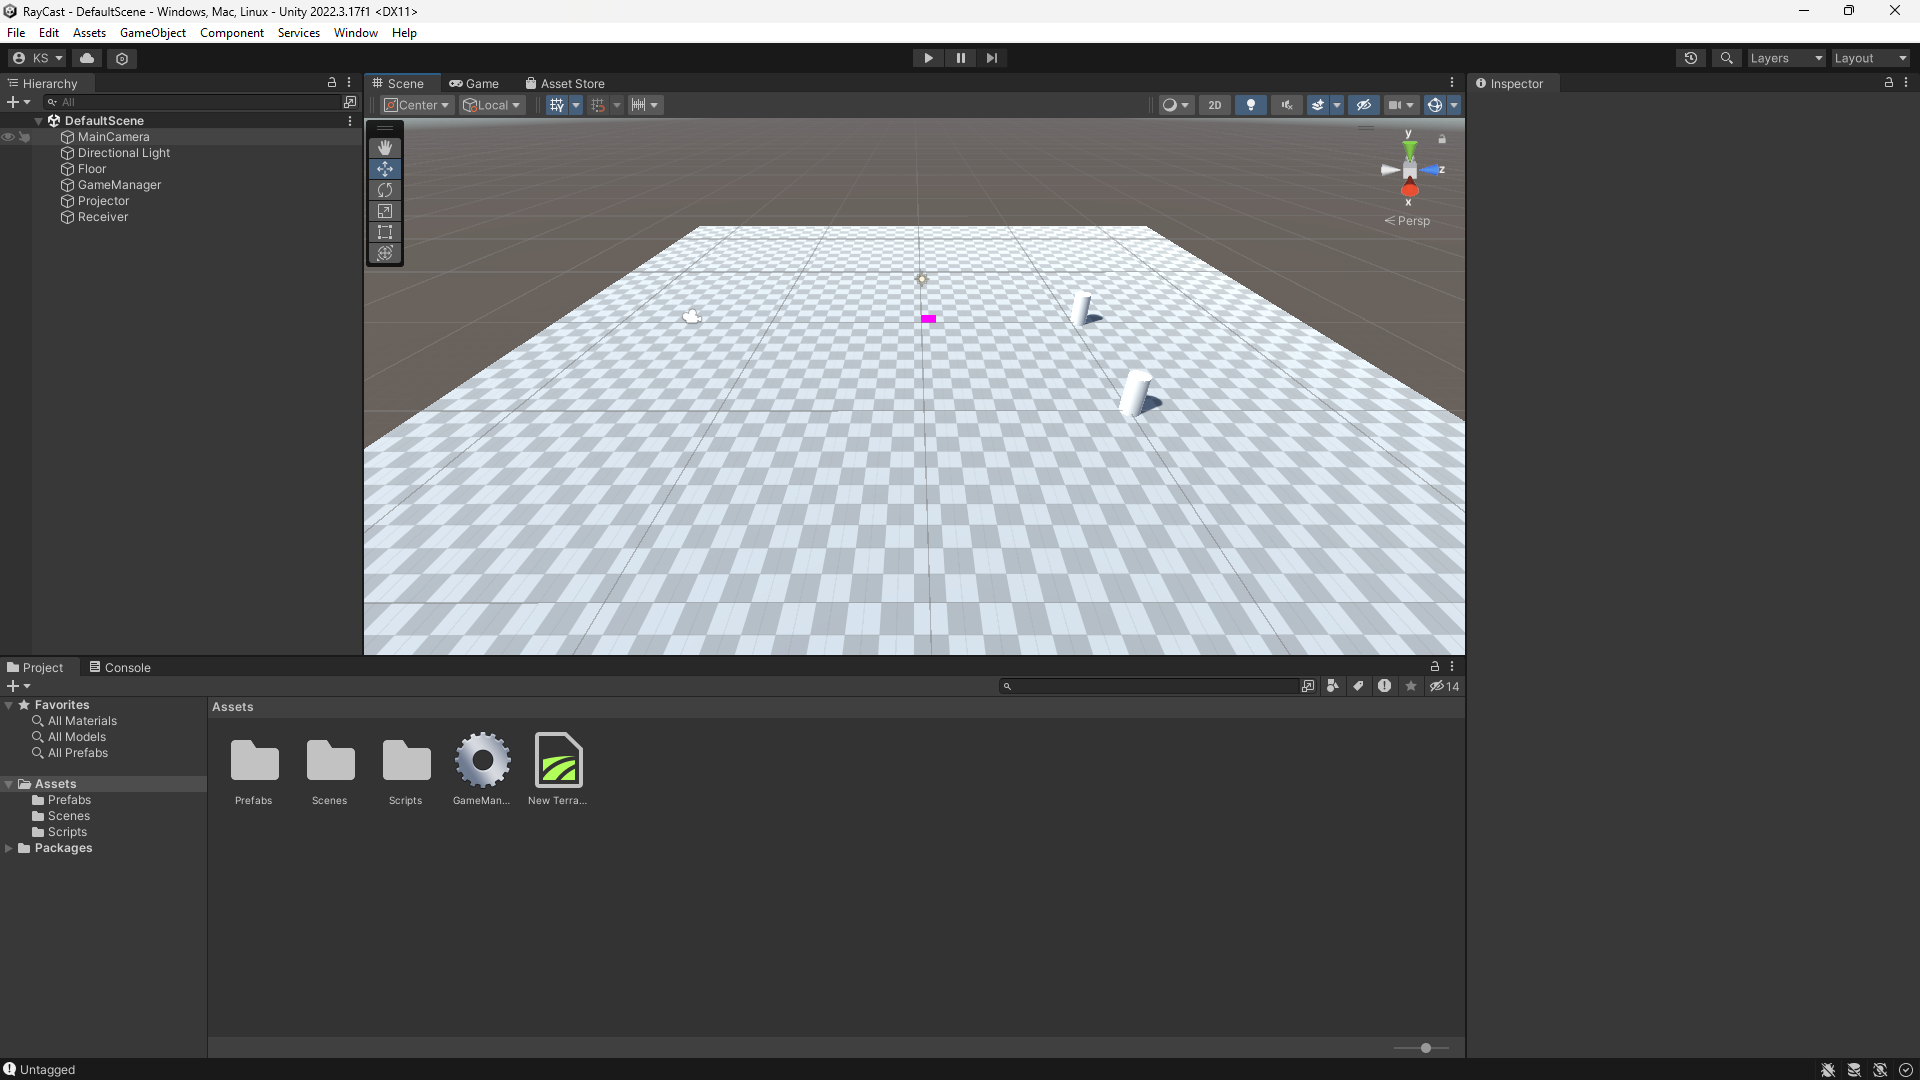 RayCast - DefaultScene - Windows, Mac, Linux - Unity 2022.3.17f1 <DX11>
File Edit Assets GameObject Component Services Window Help
KS Layers Layout
Hierarchy
All
DefaultScene
MainCamera
Directional Light
Floor
GameManager
Projector
Receiver
Scene Game Asset Store
Center Local 2D
y
z
x
Persp
Inspector
Project Console
14
Favorites
All Materials
All Models
All Prefabs
Assets
Prefabs
Scenes
Scripts
Packages
Assets
Prefabs Scenes Scripts GameMan... New Terra...
Untagged